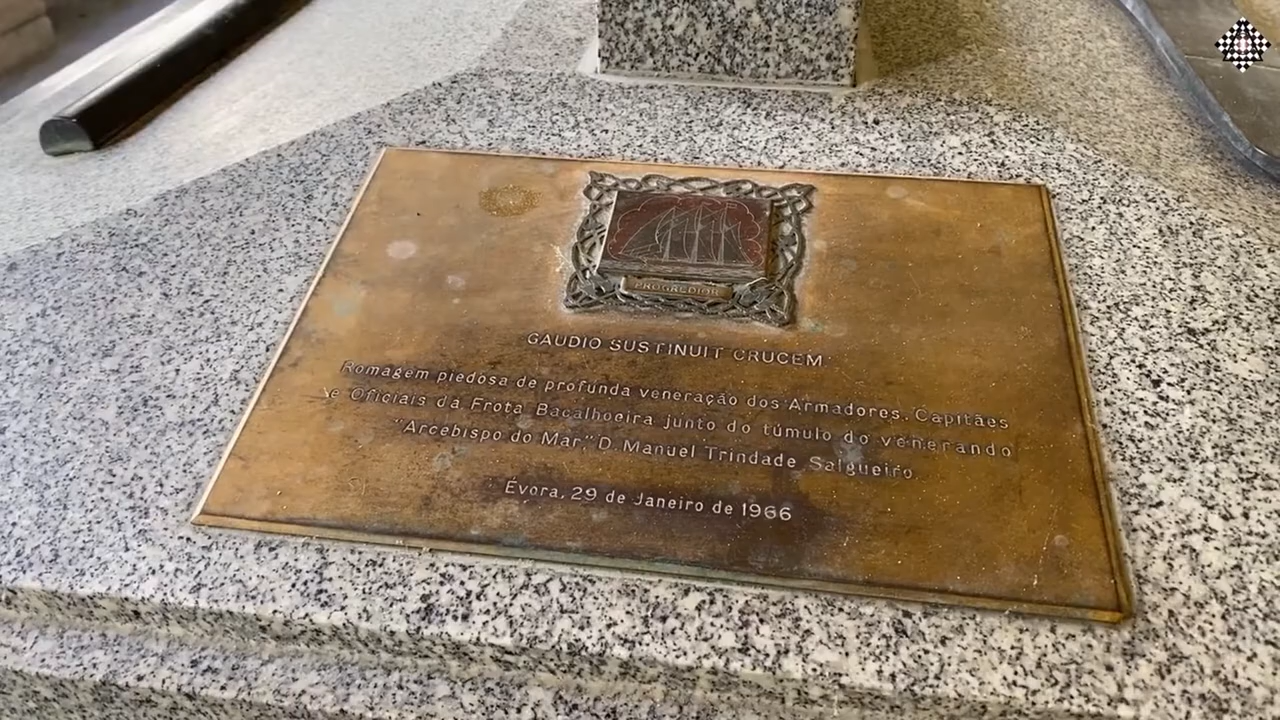 PROGREDIOR
GAUDIO SUSTINUIT CRUCEM
Romagem piedosa de profunda veneração dos Armadores, Capitães
e Oficiais da Frota Bacalhoeira junto do túmulo do venerando
"Arcebispo do Mar," D. Manuel Trindade Salgueiro
Évora, 29 de Janeiro de 1966